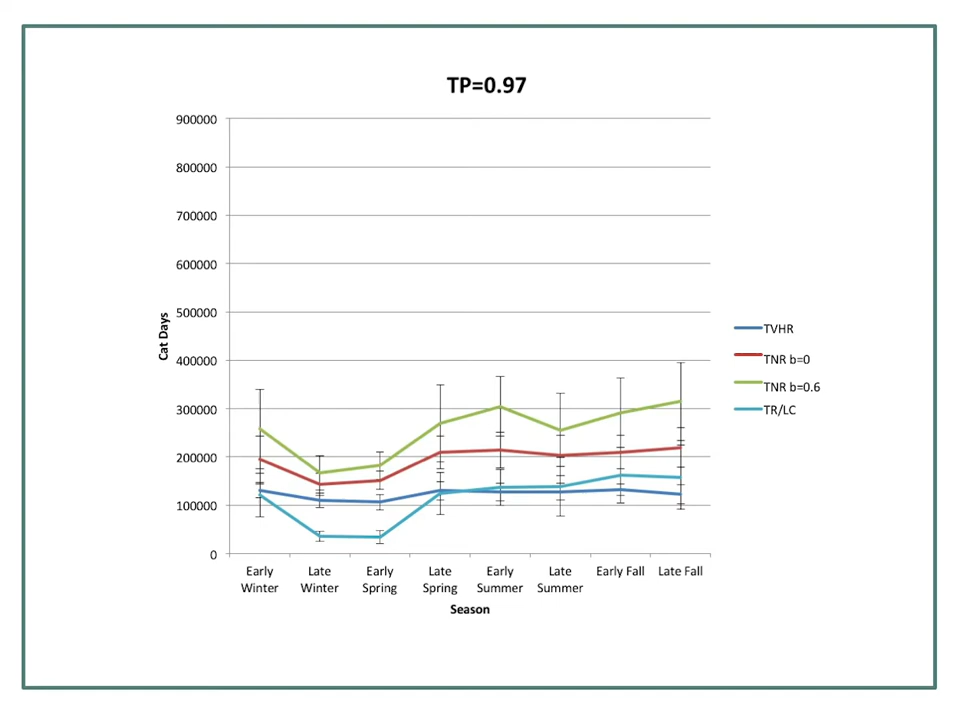 TP=0.97
900000
800000
700000
600000
500000
400000
300000
200000
100000
0
Cat Days
Early Winter
Late Winter
Early Spring
Late Spring
Early Summer
Late Summer
Early Fall
Late Fall
Season
TVHR
TNR b=0
TNR b=0.6
TR/LC